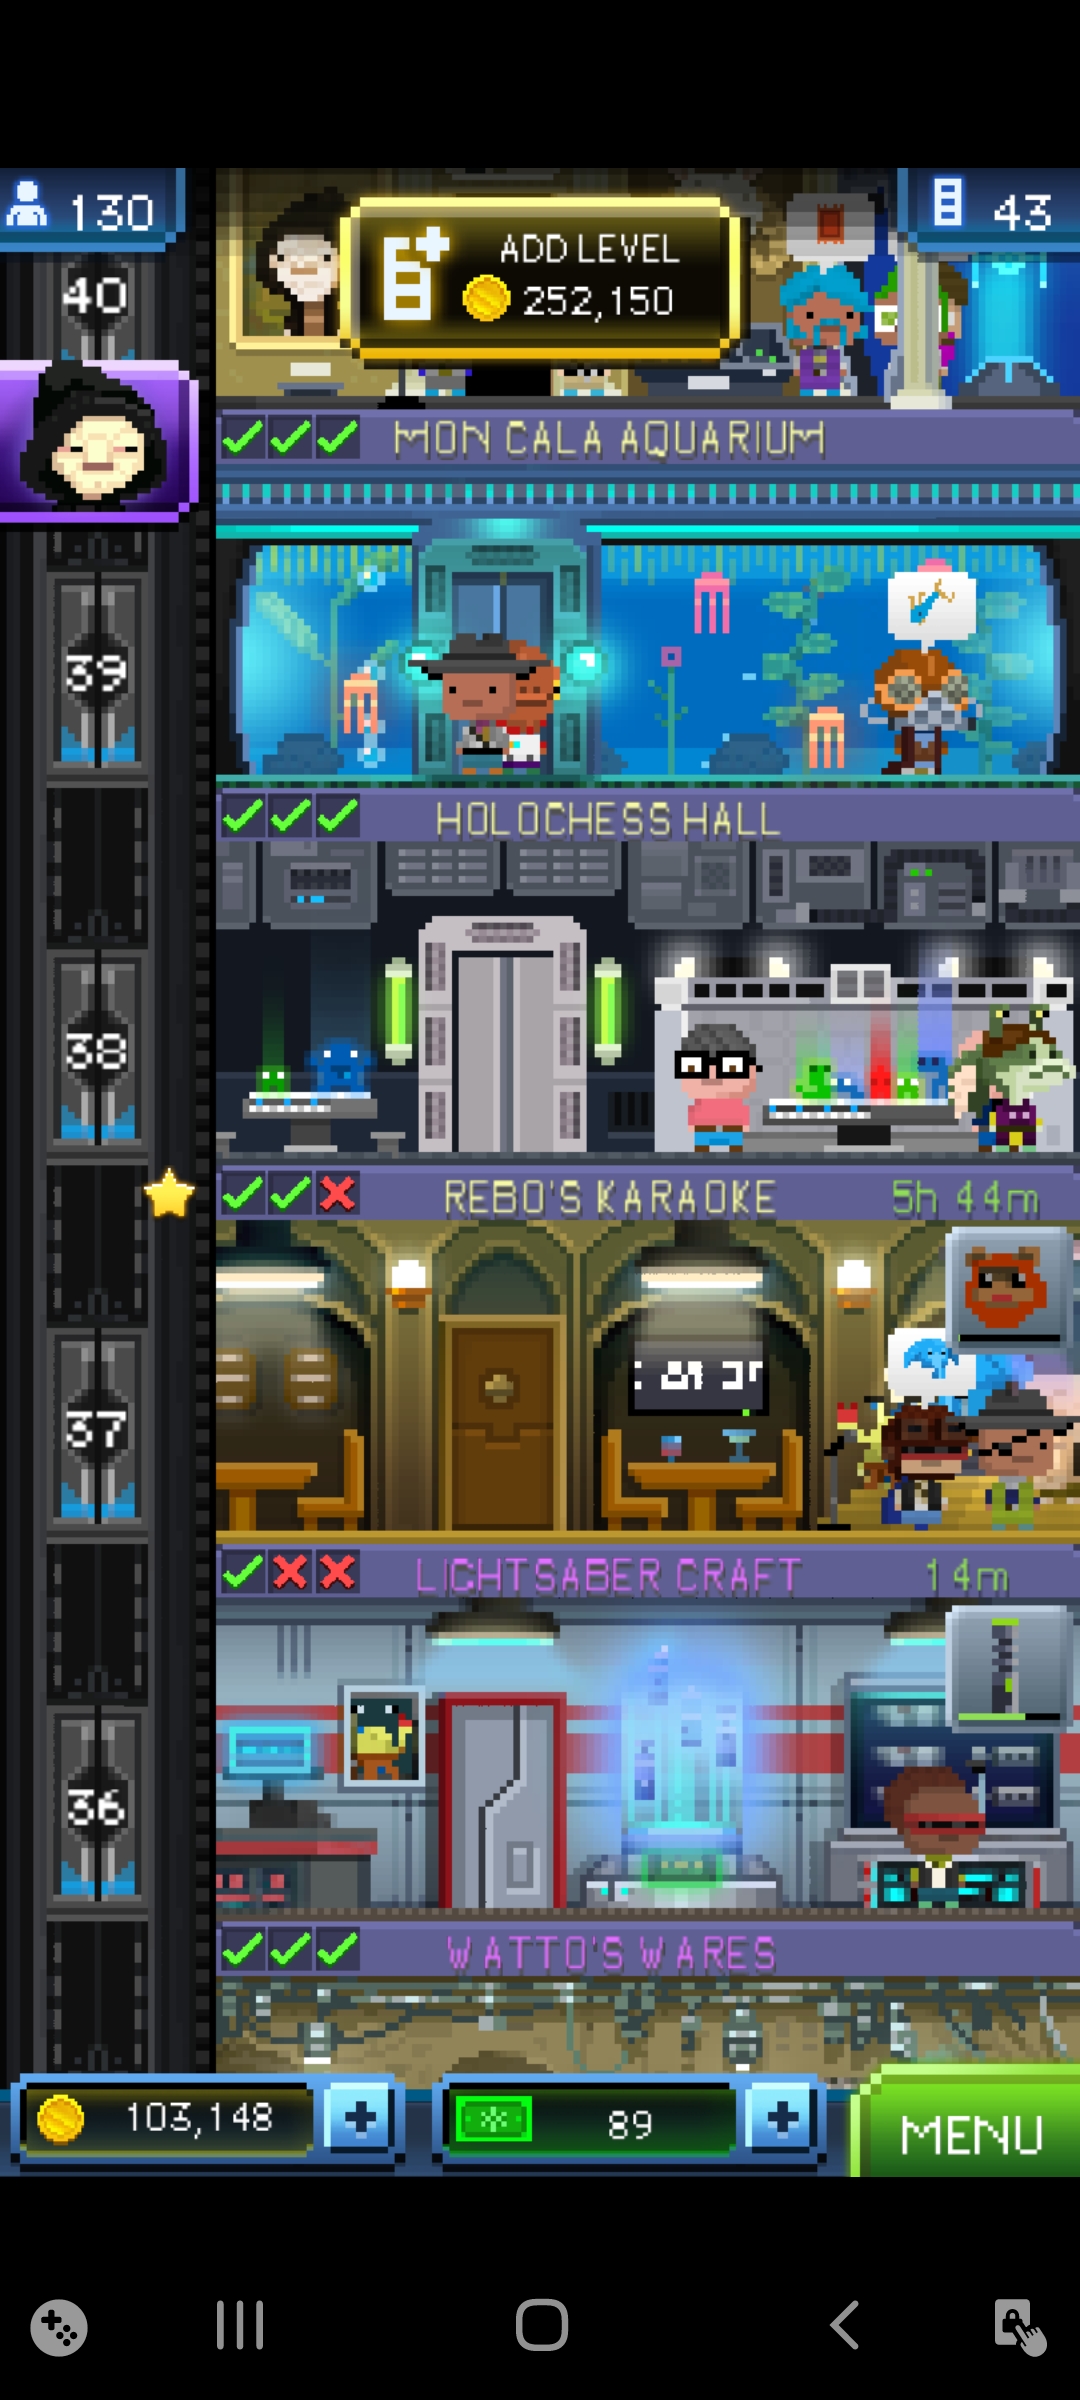 130
43
ADD LEVEL
252,150
40
MON CALA AQUARIUM
39
HOLOCHESS HALL
38
REBO'S KARAOKE 5h 44m
37
LIGHTSABER CRAFT 14m
36
WATTO'S WARES
103,148
89
MENU